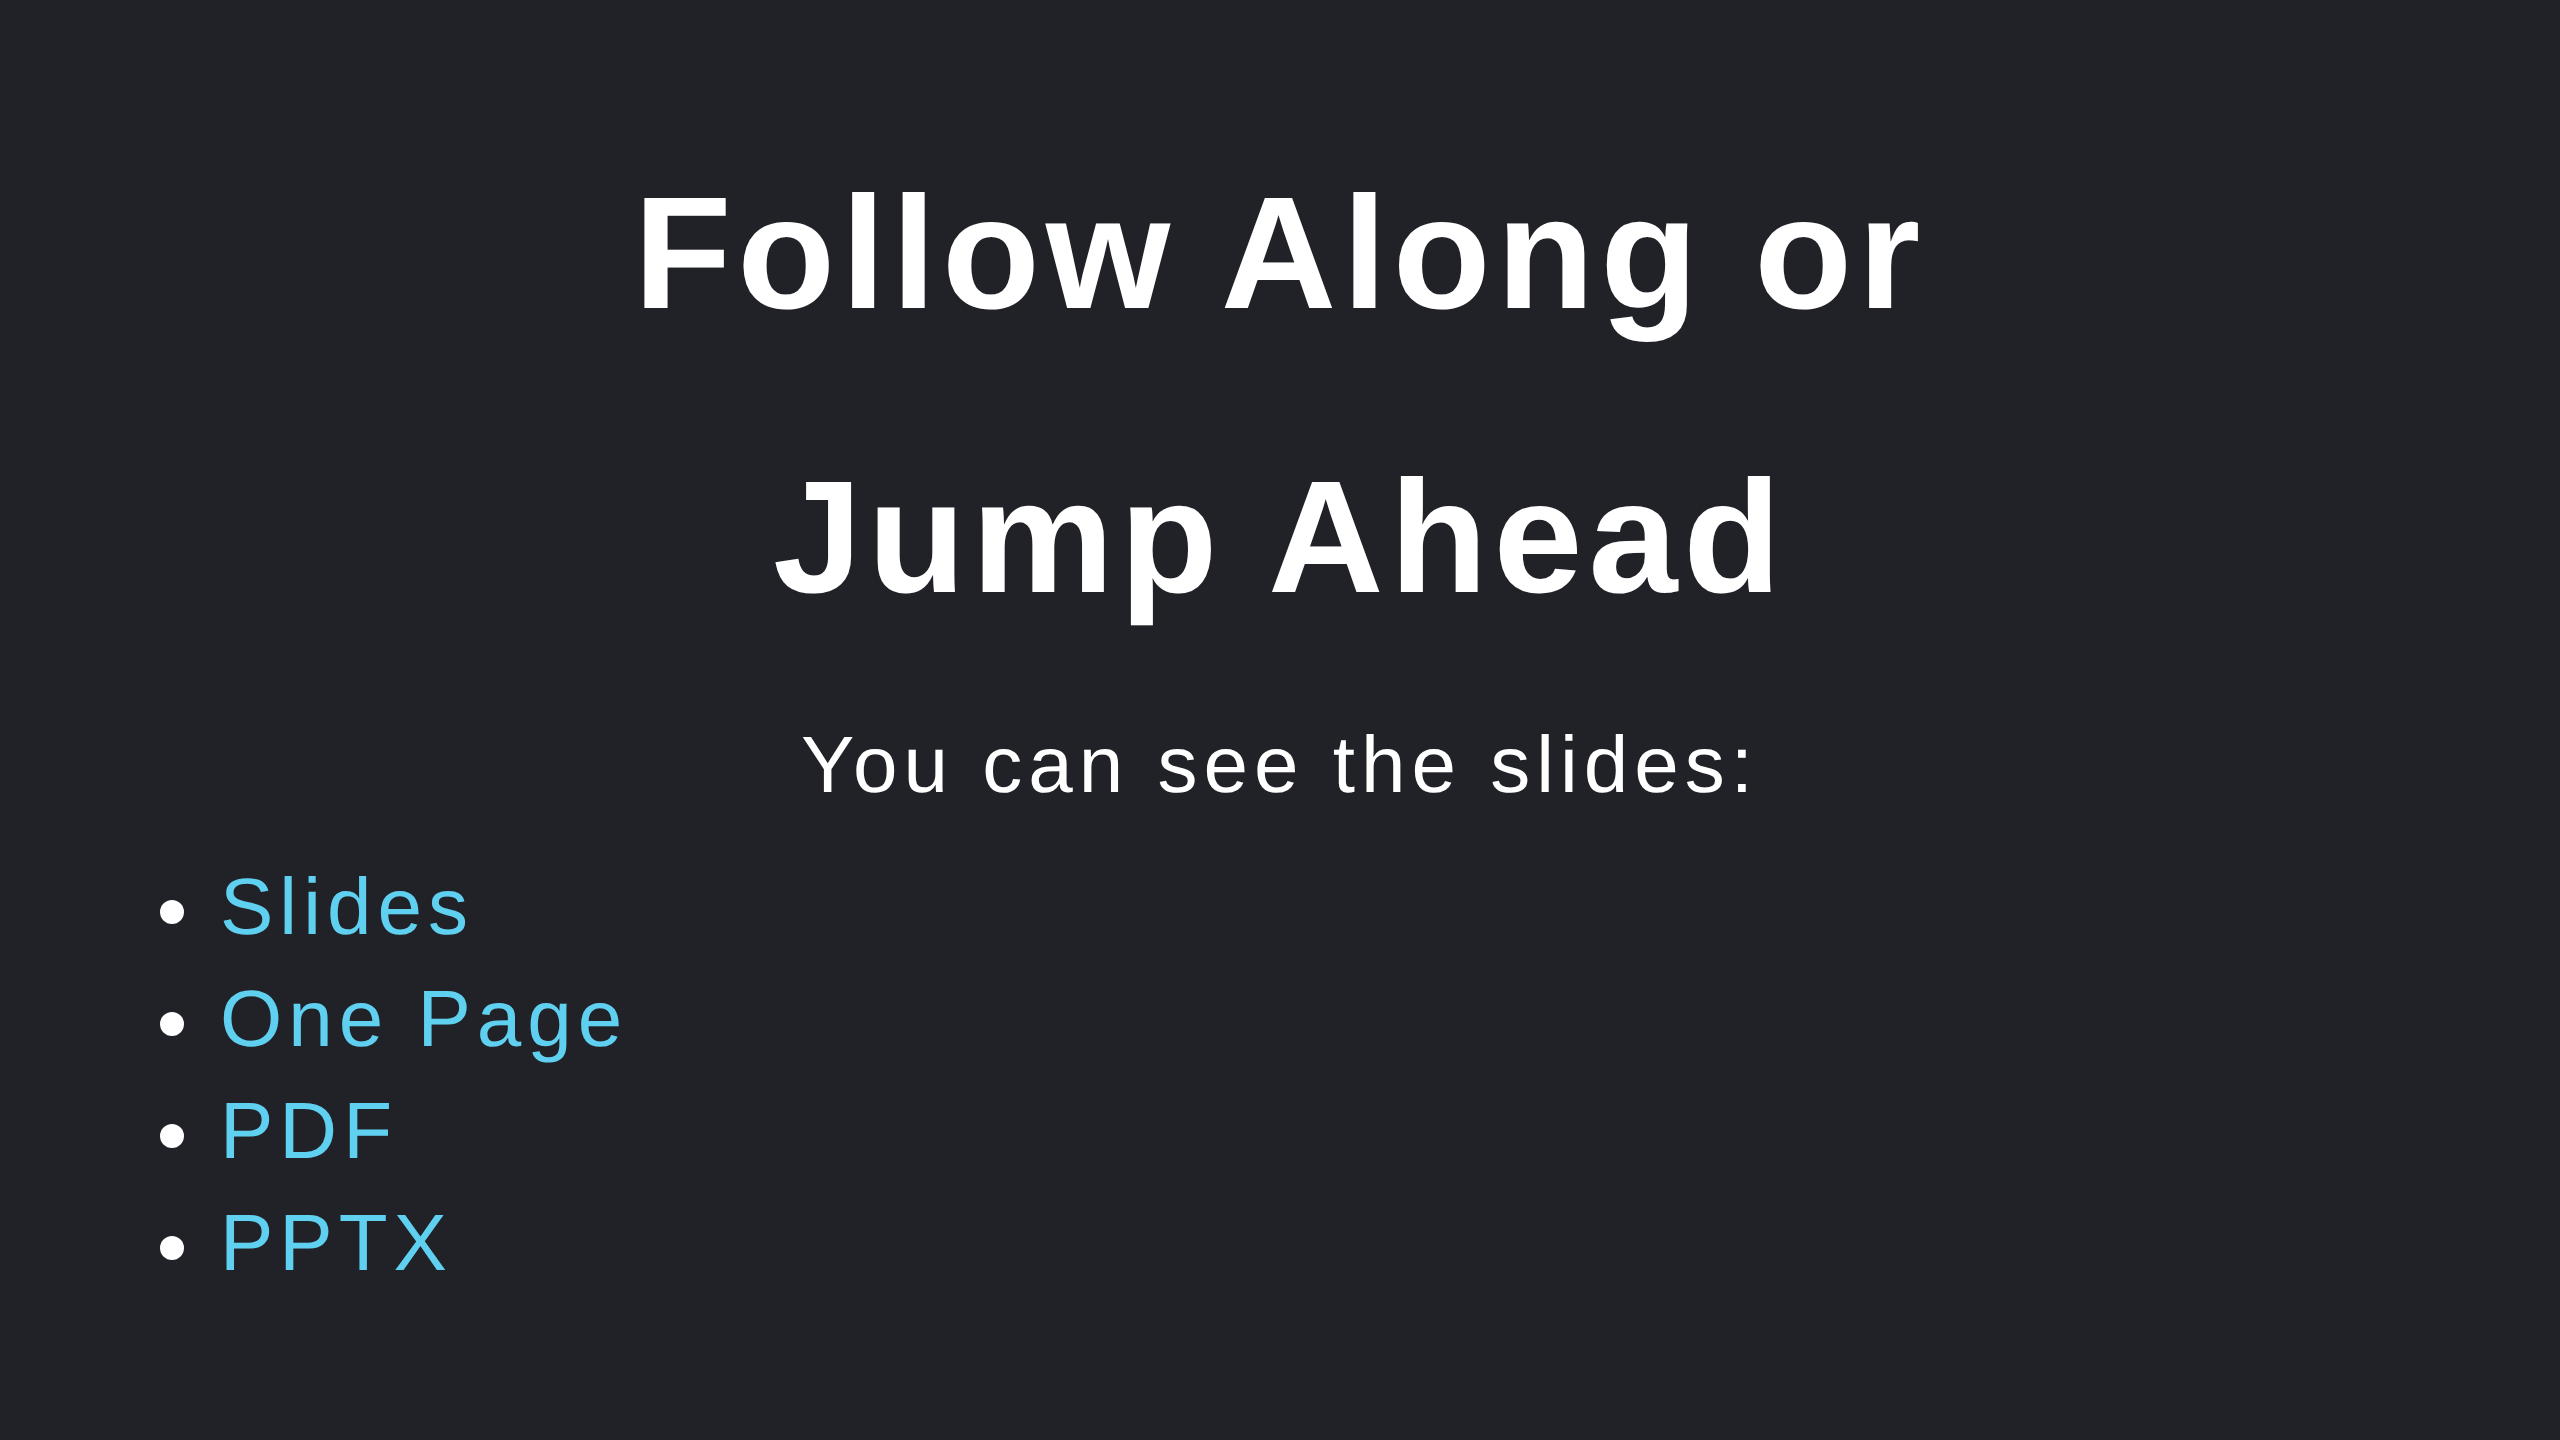 Follow Along or
Jump Ahead
You can see the slides:
Slides
One Page
PDF
PPTX